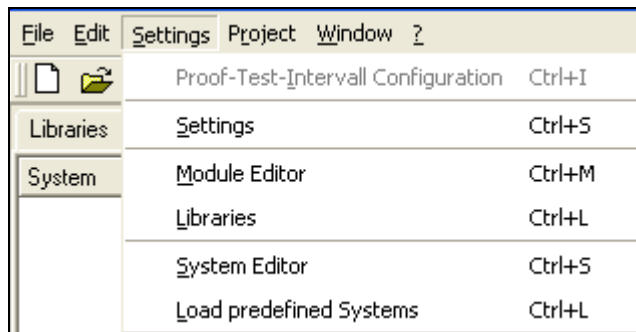 File Edit Settings Project Window ?
Proof-Test-Intervall Configuration Ctrl+I
Libraries
Settings Ctrl+S
System
Module Editor Ctrl+M
Libraries Ctrl+L
System Editor Ctrl+S
Load predefined Systems Ctrl+L